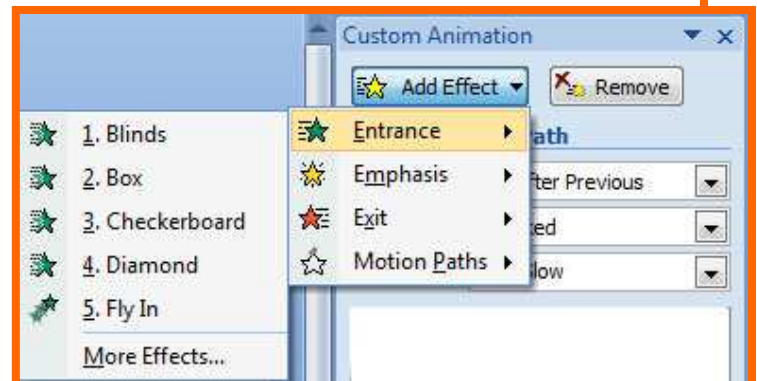 Custom Animation
Add Effect
Remove
Entrance
Emphasis
Exit
Motion Paths
1. Blinds
2. Box
3. Checkerboard
4. Diamond
5. Fly In
More Effects...
Previous